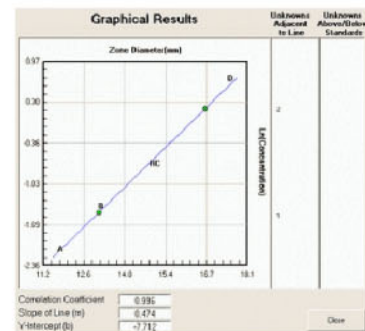 Graphical Results
Unknowns Adjacent to Line
Unknowns Above/Below Standards
Zone Diameter(mm)
0.97
0.30
-0.36
-1.03
-1.69
-2.36
11.2 12.6 14.0 15.4 16.7 18.1
A
B
RC
D
Ln(Concentration)
2
1
Correlation Coefficient 0.996
Slope of Line (m) 0.474
Y-Intercept (b) -7.712
Close